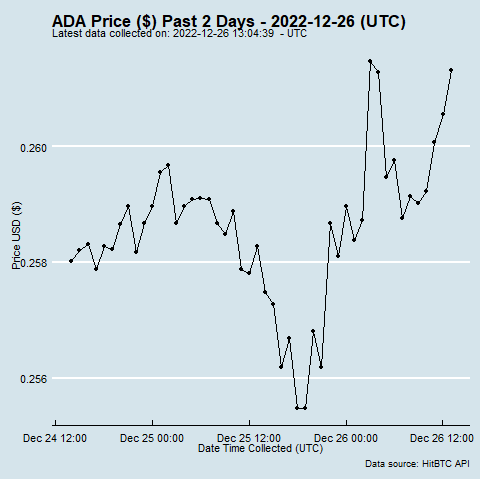 ADA Price ($) Past 2 Days - 2022-12-26 (UTC)
Latest data collected on: 2022-12-26 13:04:39 - UTC
0.260
0.258
0.256
Price USD ($)
Dec 24 12:00
Dec 25 00:00
Dec 25 12:00
Dec 26 00:00
Dec 26 12:00
Date Time Collected (UTC)
Data source: HitBTC API